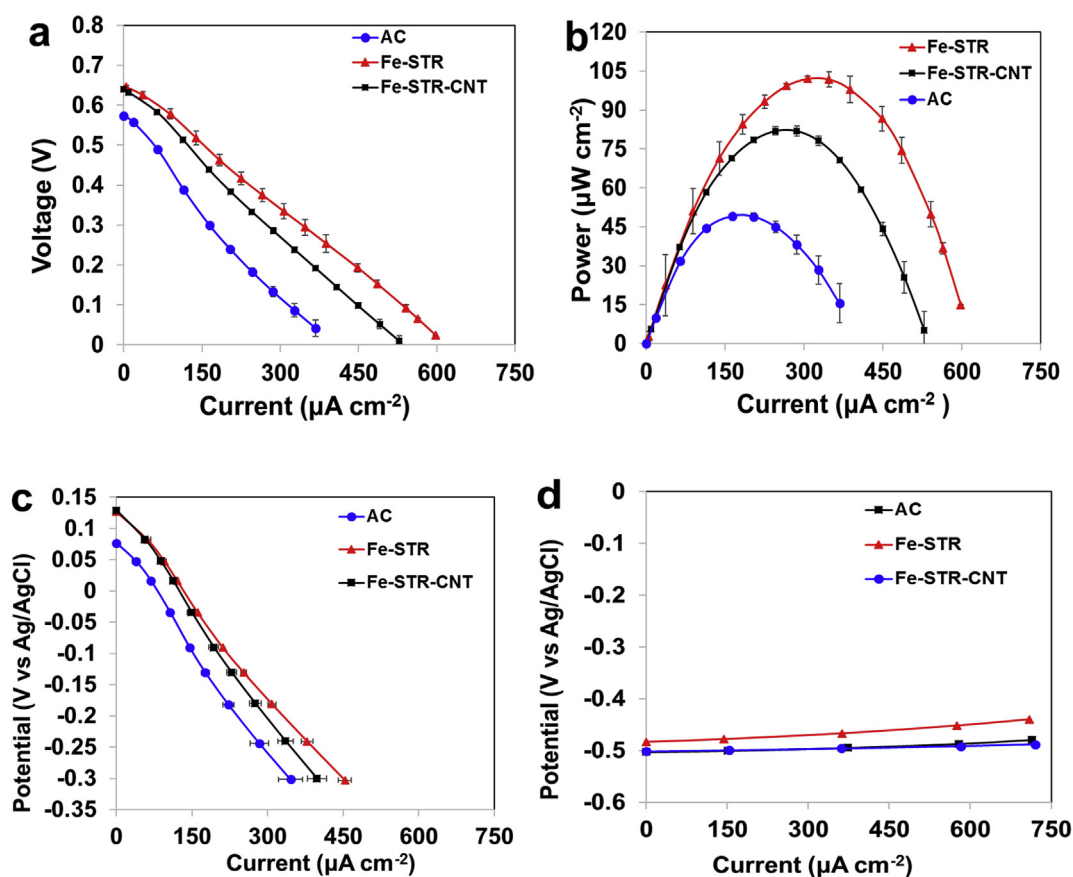 a
0.8
0.7
0.6
0.5
0.4
0.3
0.2
0.1
0
Voltage (V)
AC
Fe-STR
Fe-STR-CNT
0 150 300 450 600 750
Current (µA cm-2)
b
120
105
90
75
60
45
30
15
0
Power (µW cm-2)
Fe-STR
Fe-STR-CNT
AC
0 150 300 450 600 750
Current (µA cm-2 )
c
0.15
0.1
0.05
0
-0.05
-0.1
-0.15
-0.2
-0.25
-0.3
-0.35
Potential (V vs Ag/AgCl)
AC
Fe-STR
Fe-STR-CNT
0 150 300 450 600 750
Current (µA cm-2)
d
0
-0.1
-0.2
-0.3
-0.4
-0.5
-0.6
Potential (V vs Ag/AgCl)
AC
Fe-STR
Fe-STR-CNT
0 150 300 450 600 750
Current (µA cm-2)